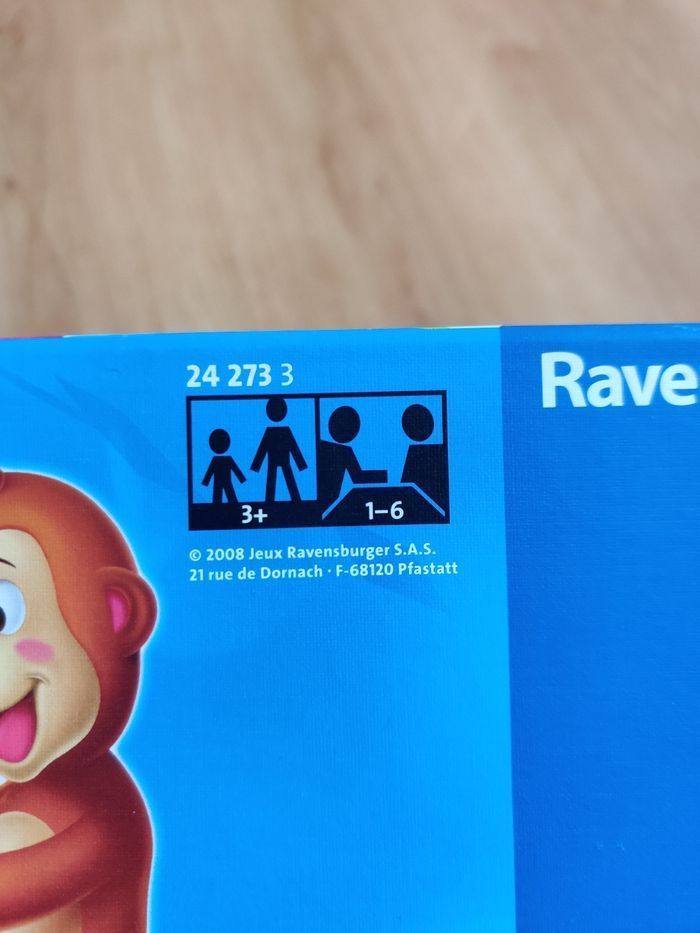 24 273 3
Rave
3+
1–6
© 2008 Jeux Ravensburger S.A.S.
21 rue de Dornach · F-68120 Pfastatt